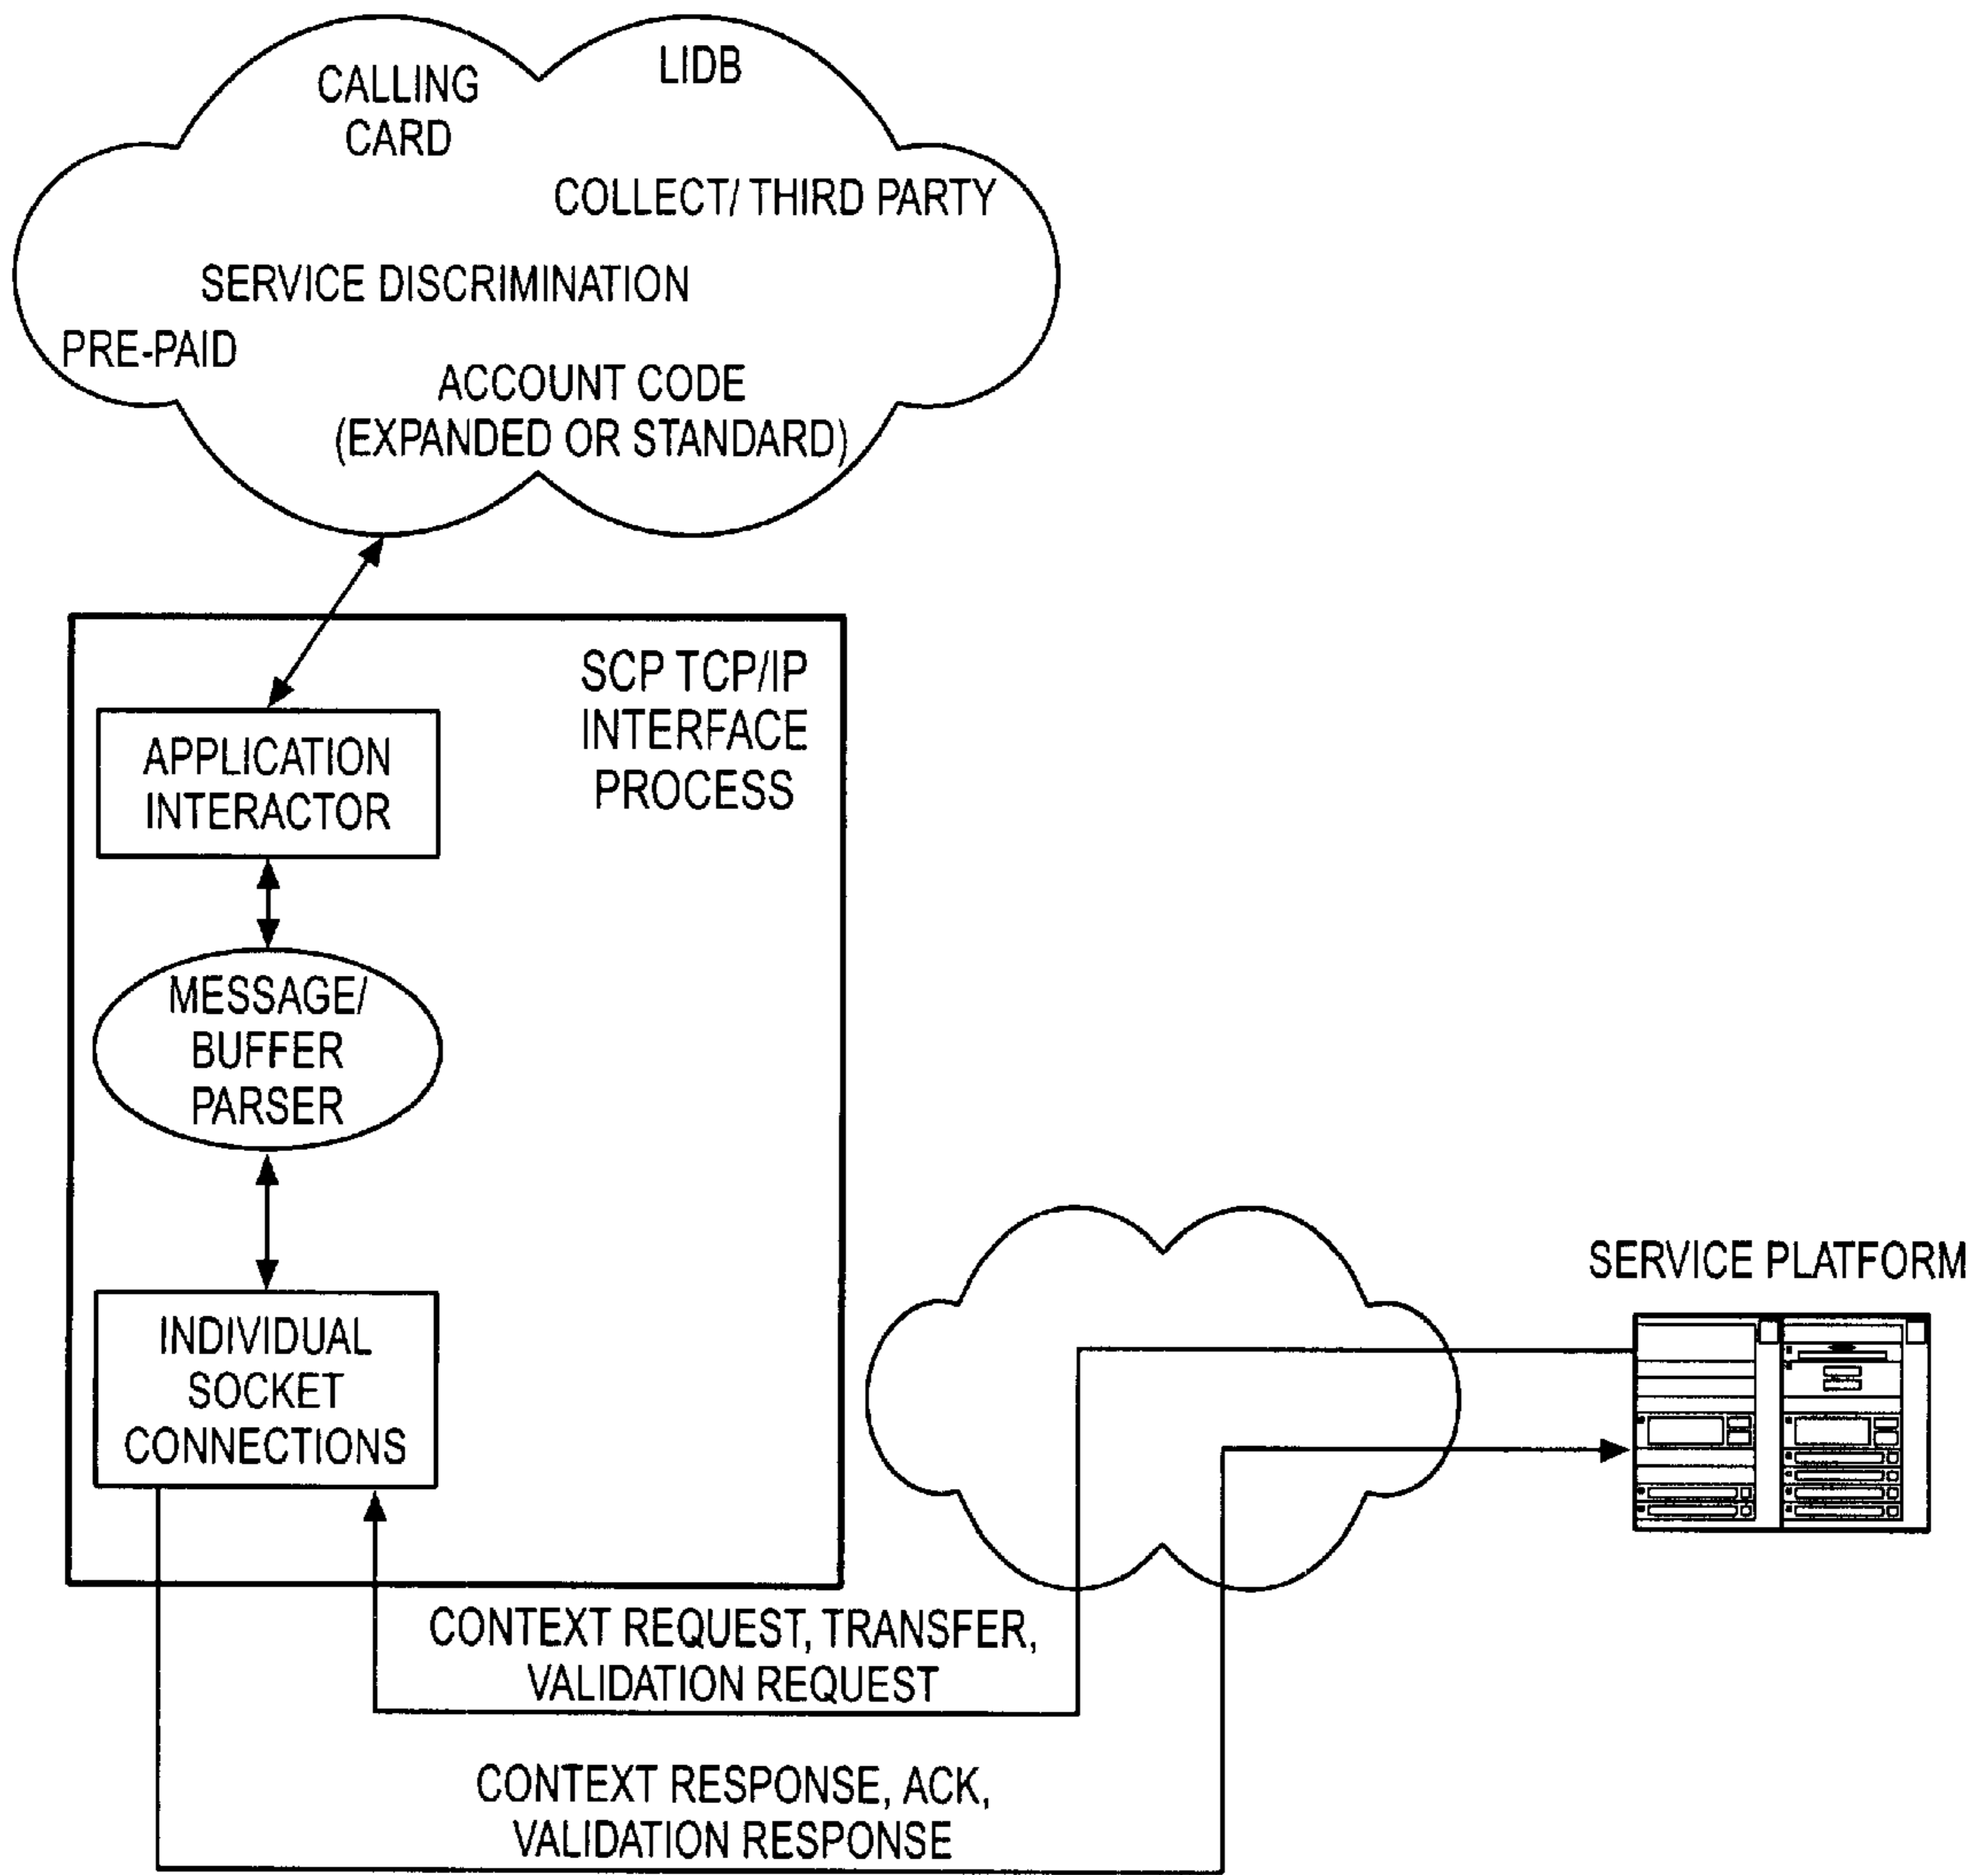 CALLING
CARD
LIDB
COLLECT/ THIRD PARTY
SERVICE DISCRIMINATION
PRE-PAID
ACCOUNT CODE
(EXPANDED OR STANDARD)
SCP TCP/IP
INTERFACE
PROCESS
APPLICATION
INTERACTOR
MESSAGE/
BUFFER
PARSER
INDIVIDUAL
SOCKET
CONNECTIONS
SERVICE PLATFORM
CONTEXT REQUEST, TRANSFER,
VALIDATION REQUEST
CONTEXT RESPONSE, ACK,
VALIDATION RESPONSE